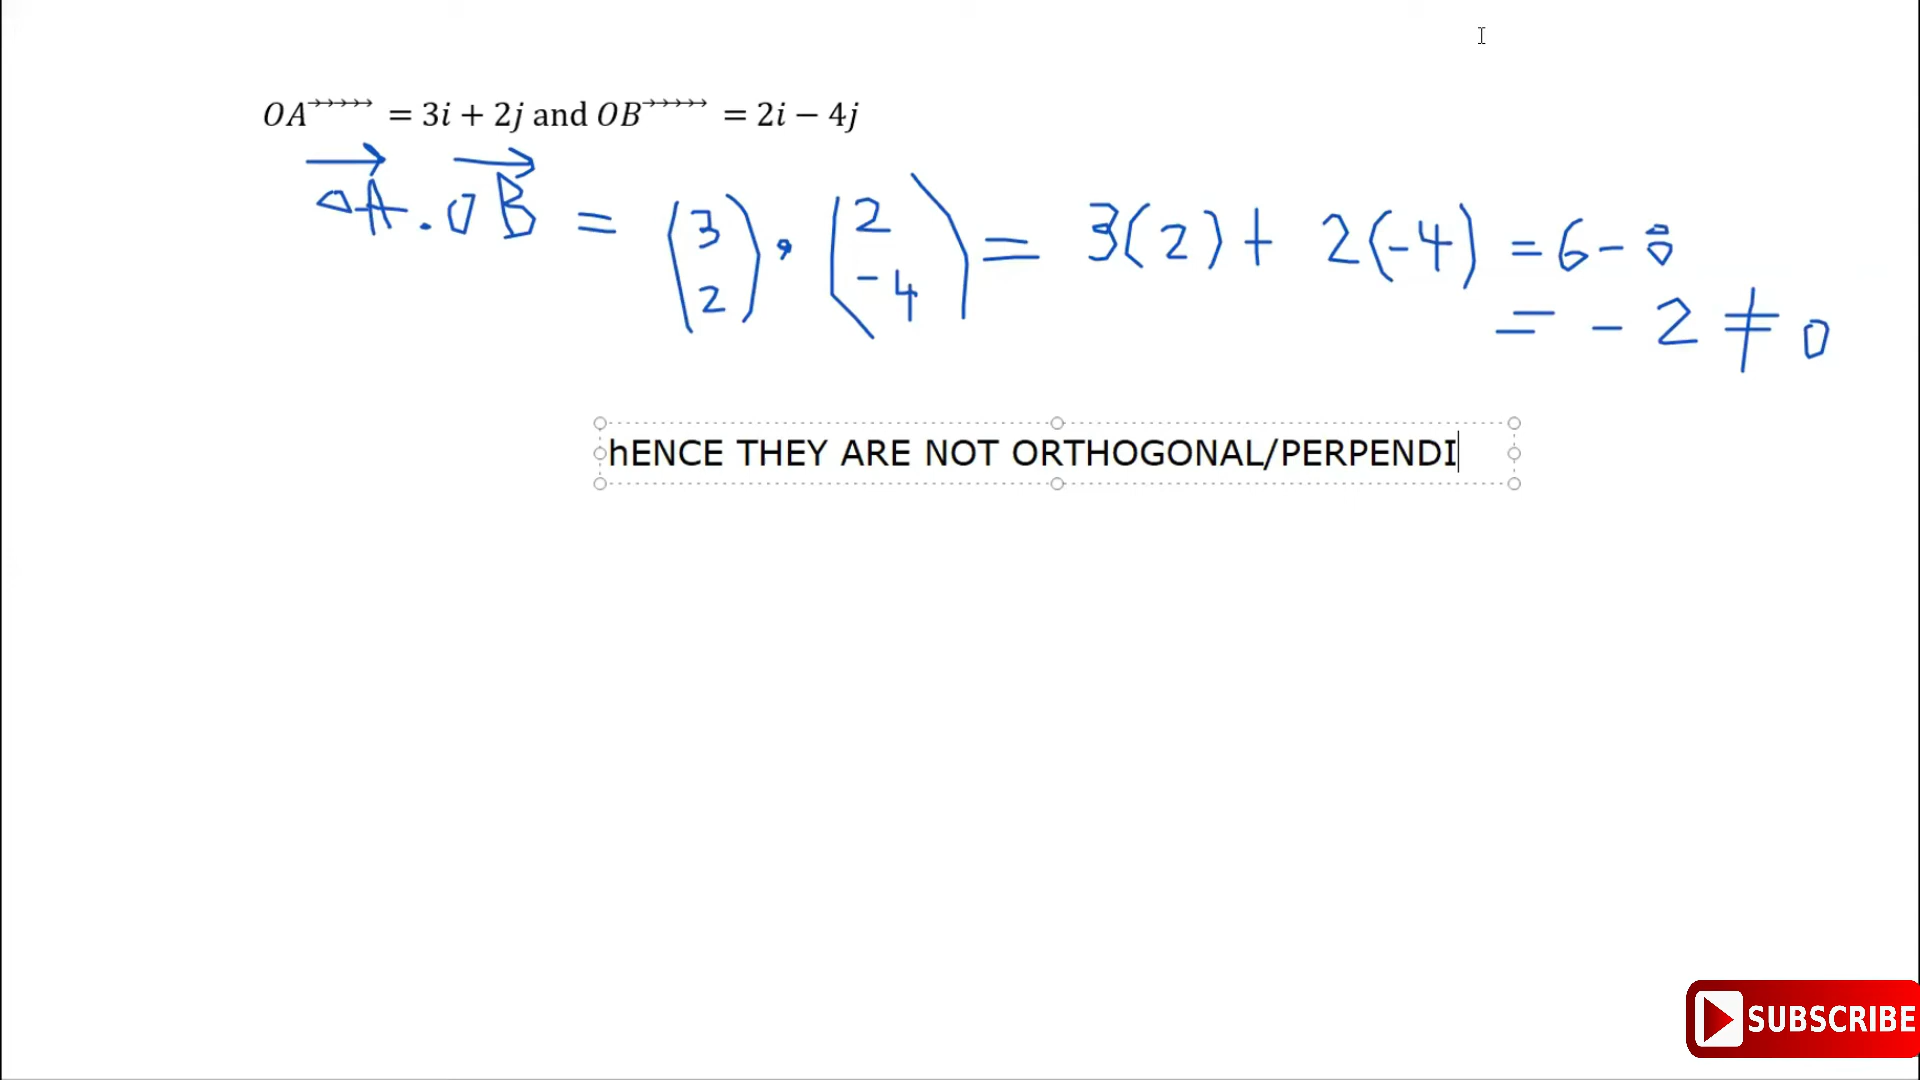 OA→→→→→ = 3i + 2j and OB→→→→→ = 2i − 4j
→OA . →OB = (3 2) . (2 -4) = 3(2) + 2(-4) = 6 - 8
= - 2 ≠ 0
hENCE THEY ARE NOT ORTHOGONAL/PERPENDI
SUBSCRIBE